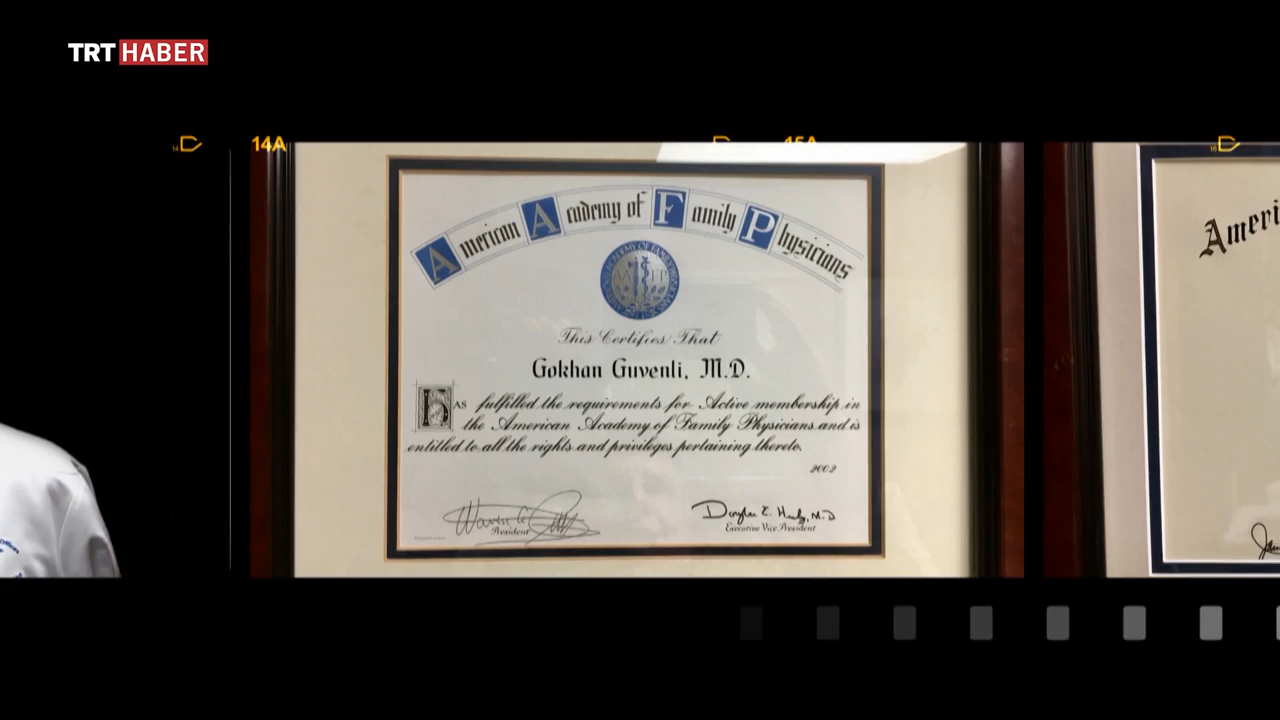 TRT HABER
14A
15A
American Academy of Family Physicians
This Certifies That
Gokhan Guvenli, M.D.
HAS fulfilled the requirements for Active membership in
the American Academy of Family Physicians and is
entitled to all the rights and privileges pertaining thereto.
2002
President
Executive Vice President
Ameri